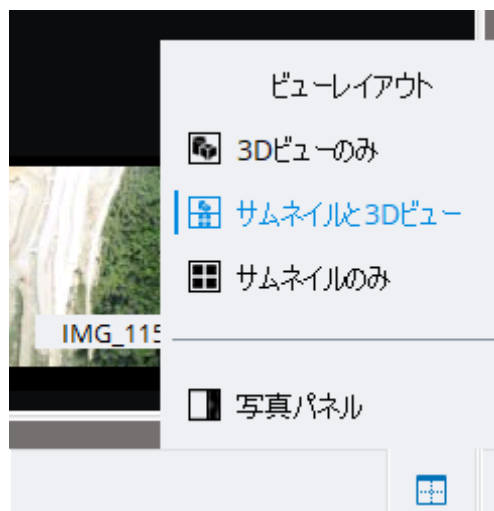 ビューレイアウト
3Dビューのみ
サムネイルと3Dビュー
サムネイルのみ
IMG_115
写真パネル